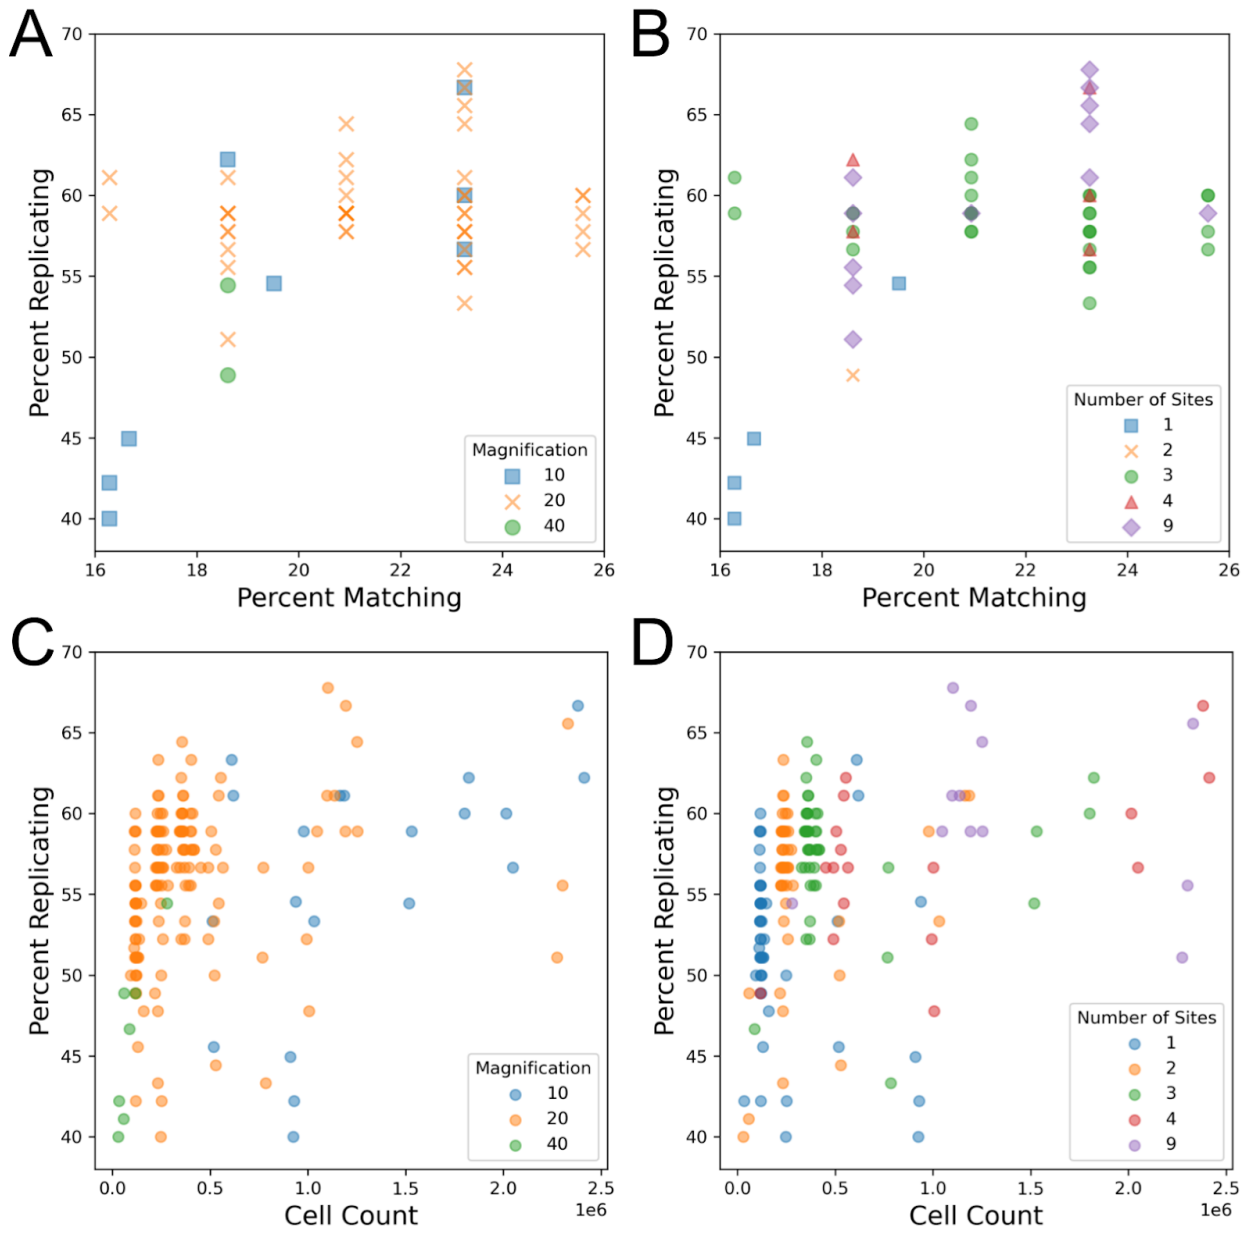 A
70
65
60
55
50
45
40
Percent Replicating
16 18 20 22 24 26
Percent Matching
Magnification
10
20
40
B
70
65
60
55
50
45
40
Percent Replicating
16 18 20 22 24 26
Percent Matching
Number of Sites
1
2
3
4
9
C
70
65
60
55
50
45
40
Percent Replicating
0.0 0.5 1.0 1.5 2.0 2.5
1e6
Cell Count
Magnification
10
20
40
D
70
65
60
55
50
45
40
Percent Replicating
0.0 0.5 1.0 1.5 2.0 2.5
1e6
Cell Count
Number of Sites
1
2
3
4
9